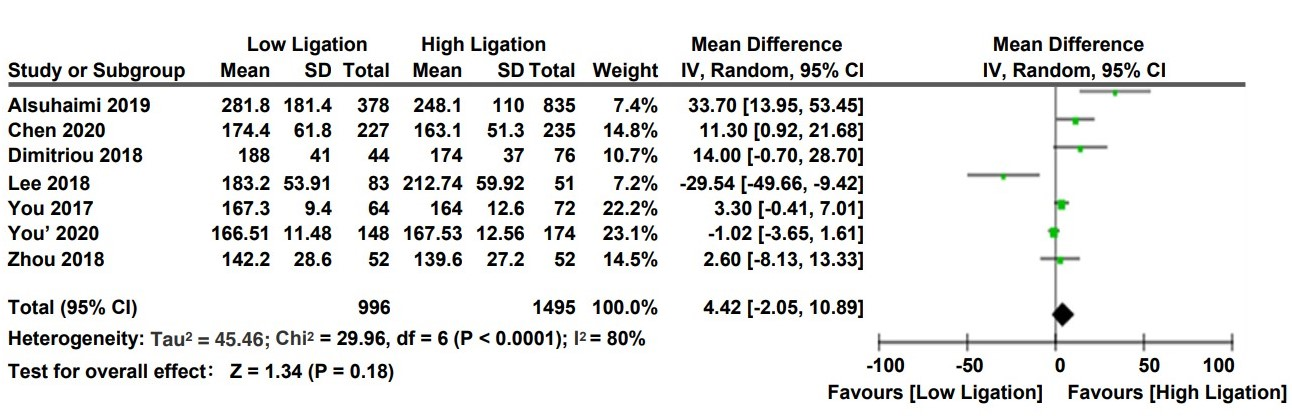 Low Ligation High Ligation Mean Difference Mean Difference
Study or Subgroup Mean SD Total Mean SD Total Weight IV, Random, 95% CI IV, Random, 95% CI
Alsuhaimi 2019 281.8 181.4 378 248.1 110 835 7.4% 33.70 [13.95, 53.45]
Chen 2020 174.4 61.8 227 163.1 51.3 235 14.8% 11.30 [0.92, 21.68]
Dimitriou 2018 188 41 44 174 37 76 10.7% 14.00 [-0.70, 28.70]
Lee 2018 183.2 53.91 83 212.74 59.92 51 7.2% -29.54 [-49.66, -9.42]
You 2017 167.3 9.4 64 164 12.6 72 22.2% 3.30 [-0.41, 7.01]
You’ 2020 166.51 11.48 148 167.53 12.56 174 23.1% -1.02 [-3.65, 1.61]
Zhou 2018 142.2 28.6 52 139.6 27.2 52 14.5% 2.60 [-8.13, 13.33]
Total (95% CI) 996 1495 100.0% 4.42 [-2.05, 10.89]
Heterogeneity: Tau² = 45.46; Chi² = 29.96, df = 6 (P < 0.0001); I² = 80%
Test for overall effect: Z = 1.34 (P = 0.18)
-100 -50 0 50 100
Favours [Low Ligation] Favours [High Ligation]